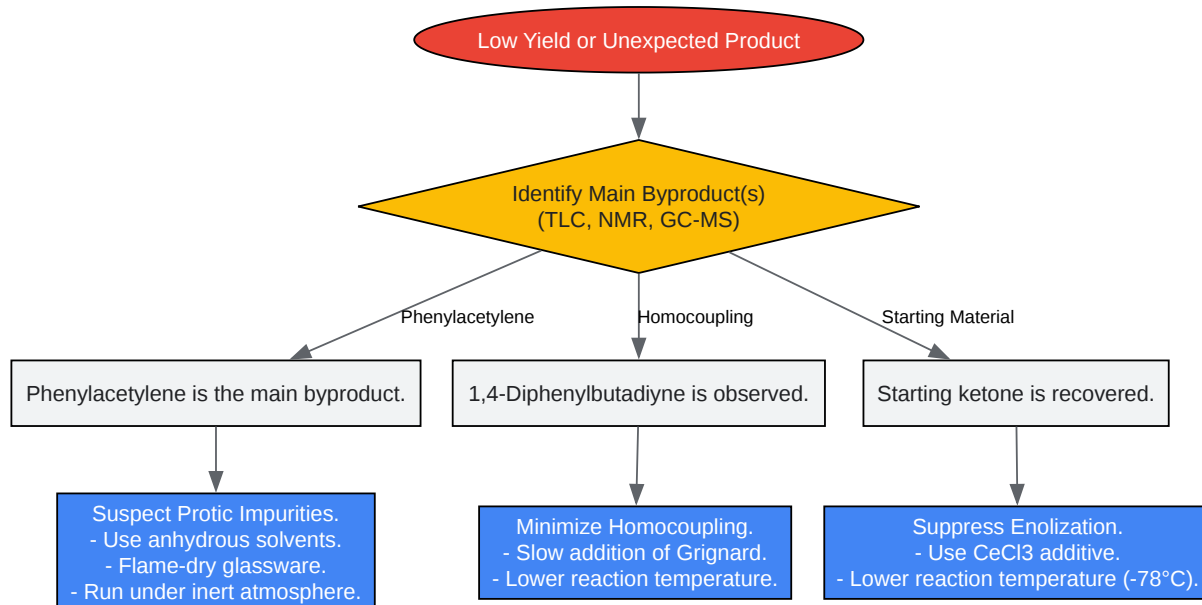 Low Yield or Unexpected Product
Identify Main Byproduct(s)
(TLC, NMR, GC-MS)
Phenylacetylene
Homocoupling
Starting Material
Phenylacetylene is the main byproduct.
1,4-Diphenylbutadiyne is observed.
Starting ketone is recovered.
Suspect Protic Impurities.
- Use anhydrous solvents.
- Flame-dry glassware.
- Run under inert atmosphere.
Minimize Homocoupling.
- Slow addition of Grignard.
- Lower reaction temperature.
Suppress Enolization.
- Use CeCl3 additive.
- Lower reaction temperature (-78°C).